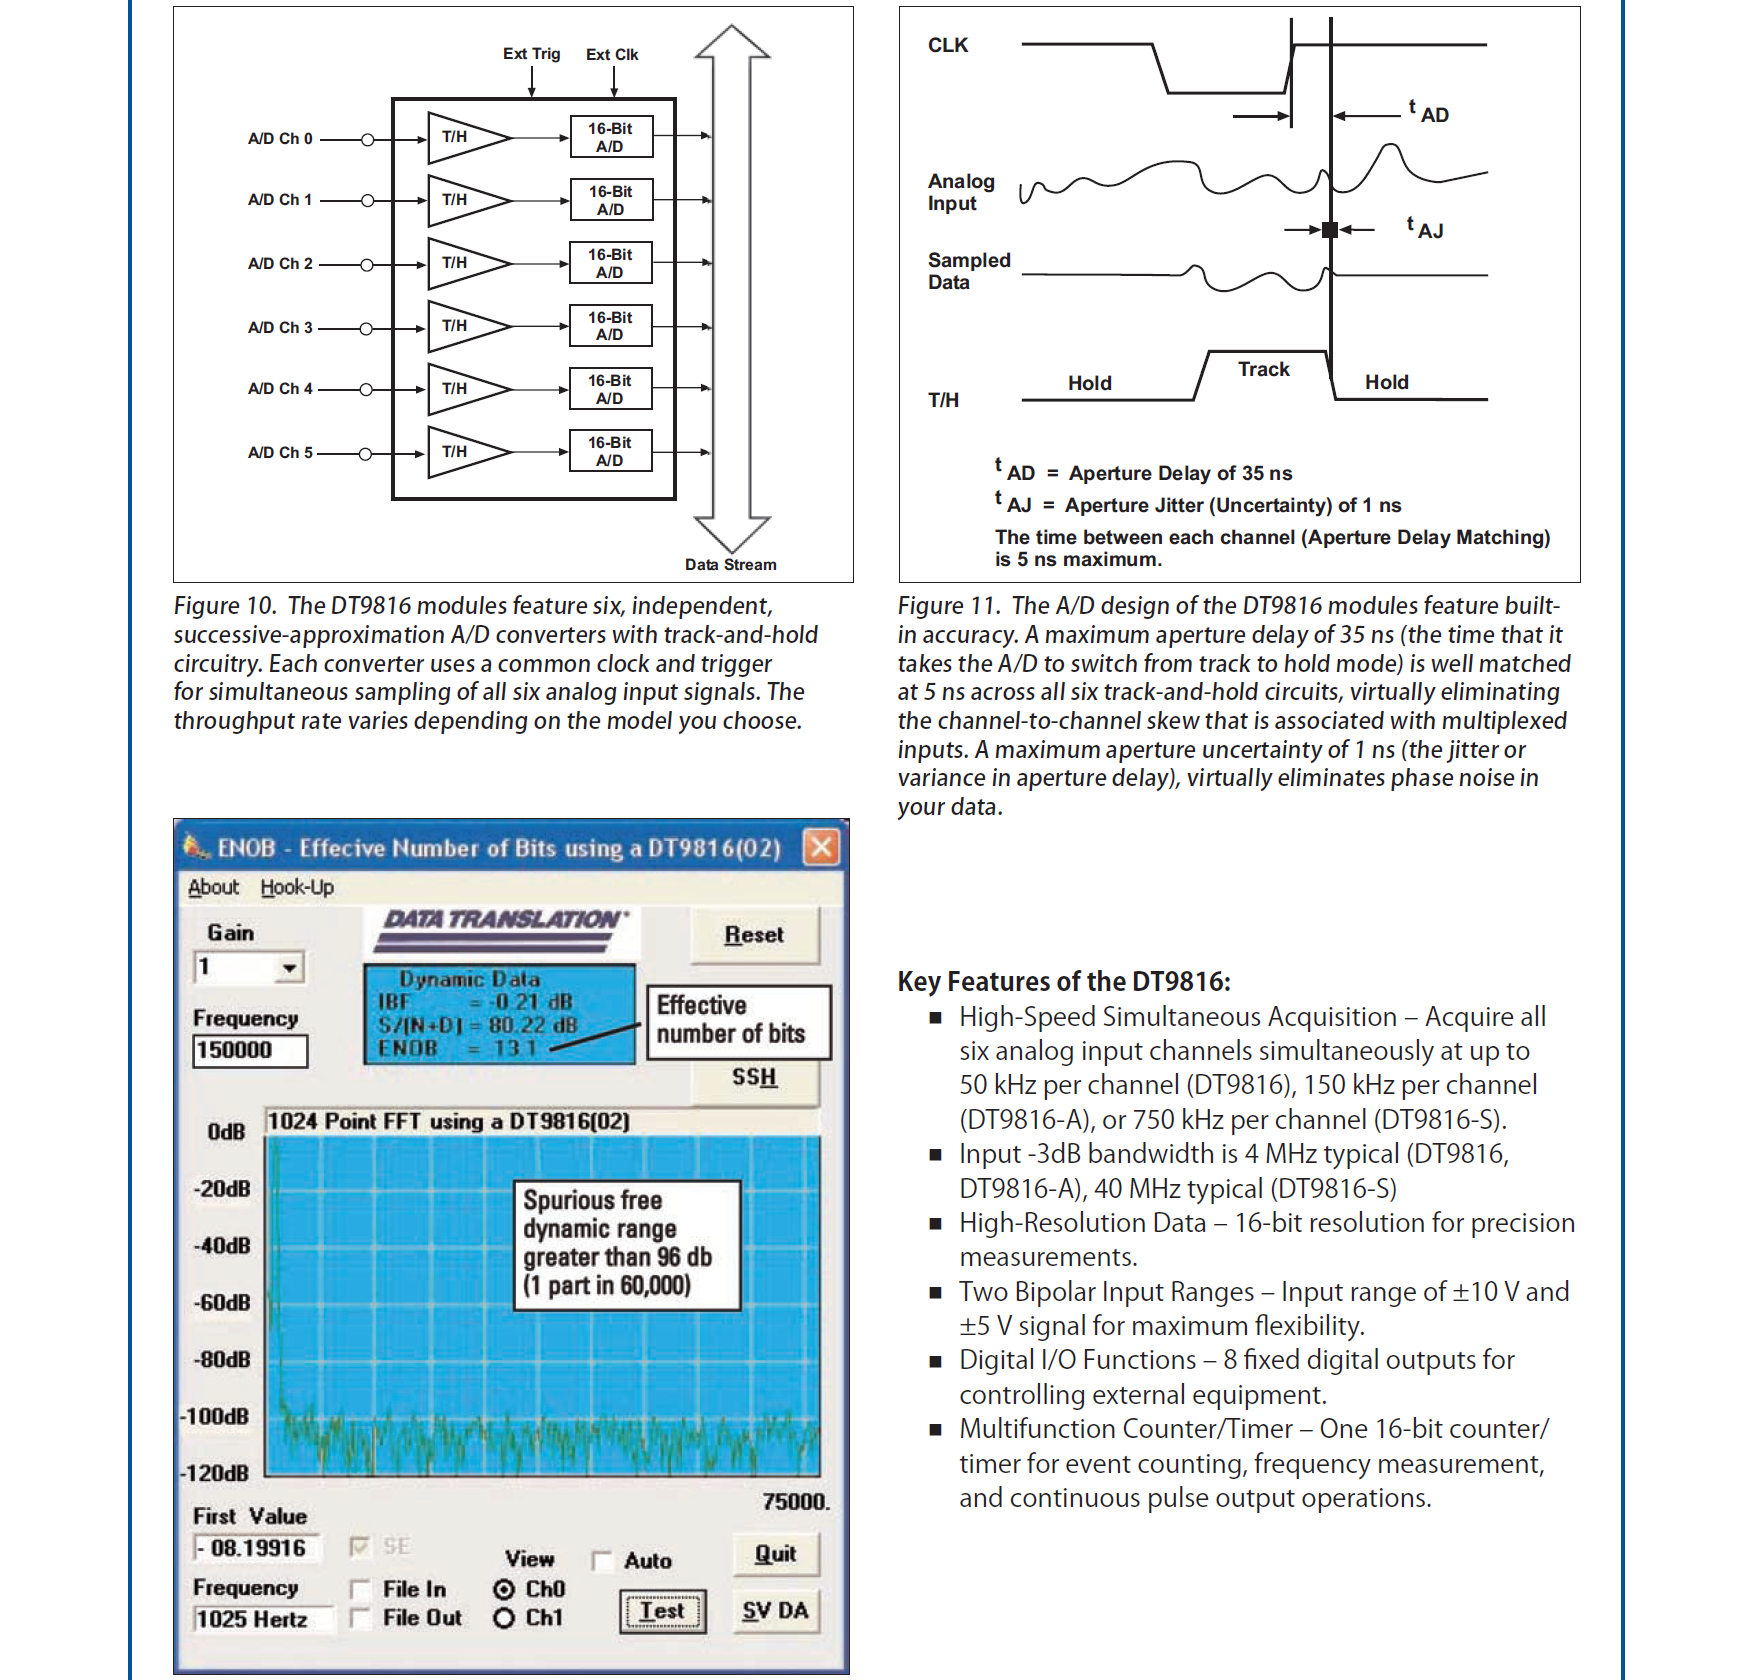 Ext Trig Ext Clk
A/D Ch 0 T/H 16-Bit A/D
A/D Ch 1 T/H 16-Bit A/D
A/D Ch 2 T/H 16-Bit A/D
A/D Ch 3 T/H 16-Bit A/D
A/D Ch 4 T/H 16-Bit A/D
A/D Ch 5 T/H 16-Bit A/D
Data Stream
Figure 10. The DT9816 modules feature six, independent,
successive-approximation A/D converters with track-and-hold
circuitry. Each converter uses a common clock and trigger
for simultaneous sampling of all six analog input signals. The
throughput rate varies depending on the model you choose.
CLK
t AD
Analog
Input
t AJ
Sampled
Data
Hold Track Hold
T/H
t AD = Aperture Delay of 35 ns
t AJ = Aperture Jitter (Uncertainty) of 1 ns
The time between each channel (Aperture Delay Matching)
is 5 ns maximum.
Figure 11. The A/D design of the DT9816 modules feature built-
in accuracy. A maximum aperture delay of 35 ns (the time that it
takes the A/D to switch from track to hold mode) is well matched
at 5 ns across all six track-and-hold circuits, virtually eliminating
the channel-to-channel skew that is associated with multiplexed
inputs. A maximum aperture uncertainty of 1 ns (the jitter or
variance in aperture delay), virtually eliminates phase noise in
your data.
ENOB - Effecive Number of Bits using a DT9816(02)
About Hook-Up
Gain
1
DATA TRANSLATION
Reset
Dynamic Data
IBF = -0.21 dB
S/[N+D] = 80.22 dB
ENOB = 13.1
Effective
number of bits
Frequency
150000
SSH
1024 Point FFT using a DT9816(02)
0dB
-20dB
-40dB
-60dB
-80dB
-100dB
-120dB
Spurious free
dynamic range
greater than 96 db
(1 part in 60,000)
75000.
First Value
- 08.19916
SE
View
Auto
Quit
Frequency
1025 Hertz
File In
File Out
Ch0
Ch1
Test
SV DA
Key Features of the DT9816:
■ High-Speed Simultaneous Acquisition – Acquire all
six analog input channels simultaneously at up to
50 kHz per channel (DT9816), 150 kHz per channel
(DT9816-A), or 750 kHz per channel (DT9816-S).
■ Input -3dB bandwidth is 4 MHz typical (DT9816,
DT9816-A), 40 MHz typical (DT9816-S)
■ High-Resolution Data – 16-bit resolution for precision
measurements.
■ Two Bipolar Input Ranges – Input range of ±10 V and
±5 V signal for maximum flexibility.
■ Digital I/O Functions – 8 fixed digital outputs for
controlling external equipment.
■ Multifunction Counter/Timer – One 16-bit counter/
timer for event counting, frequency measurement,
and continuous pulse output operations.